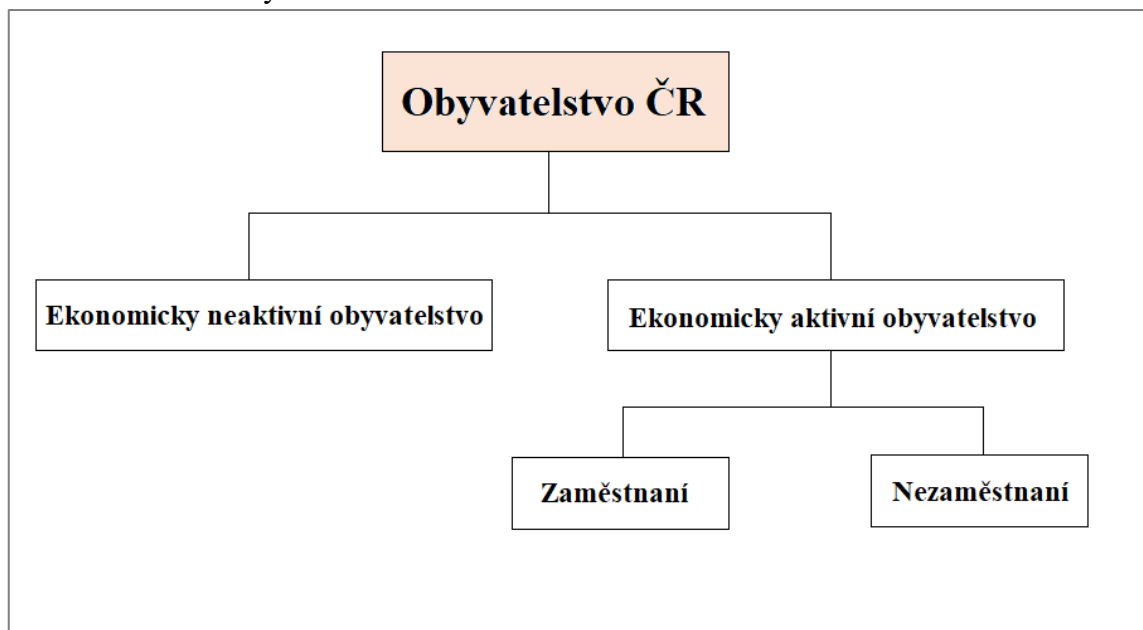 Obyvatelstvo ČR
Ekonomicky neaktivní obyvatelstvo
Ekonomicky aktivní obyvatelstvo
Zaměstnaní
Nezaměstnaní